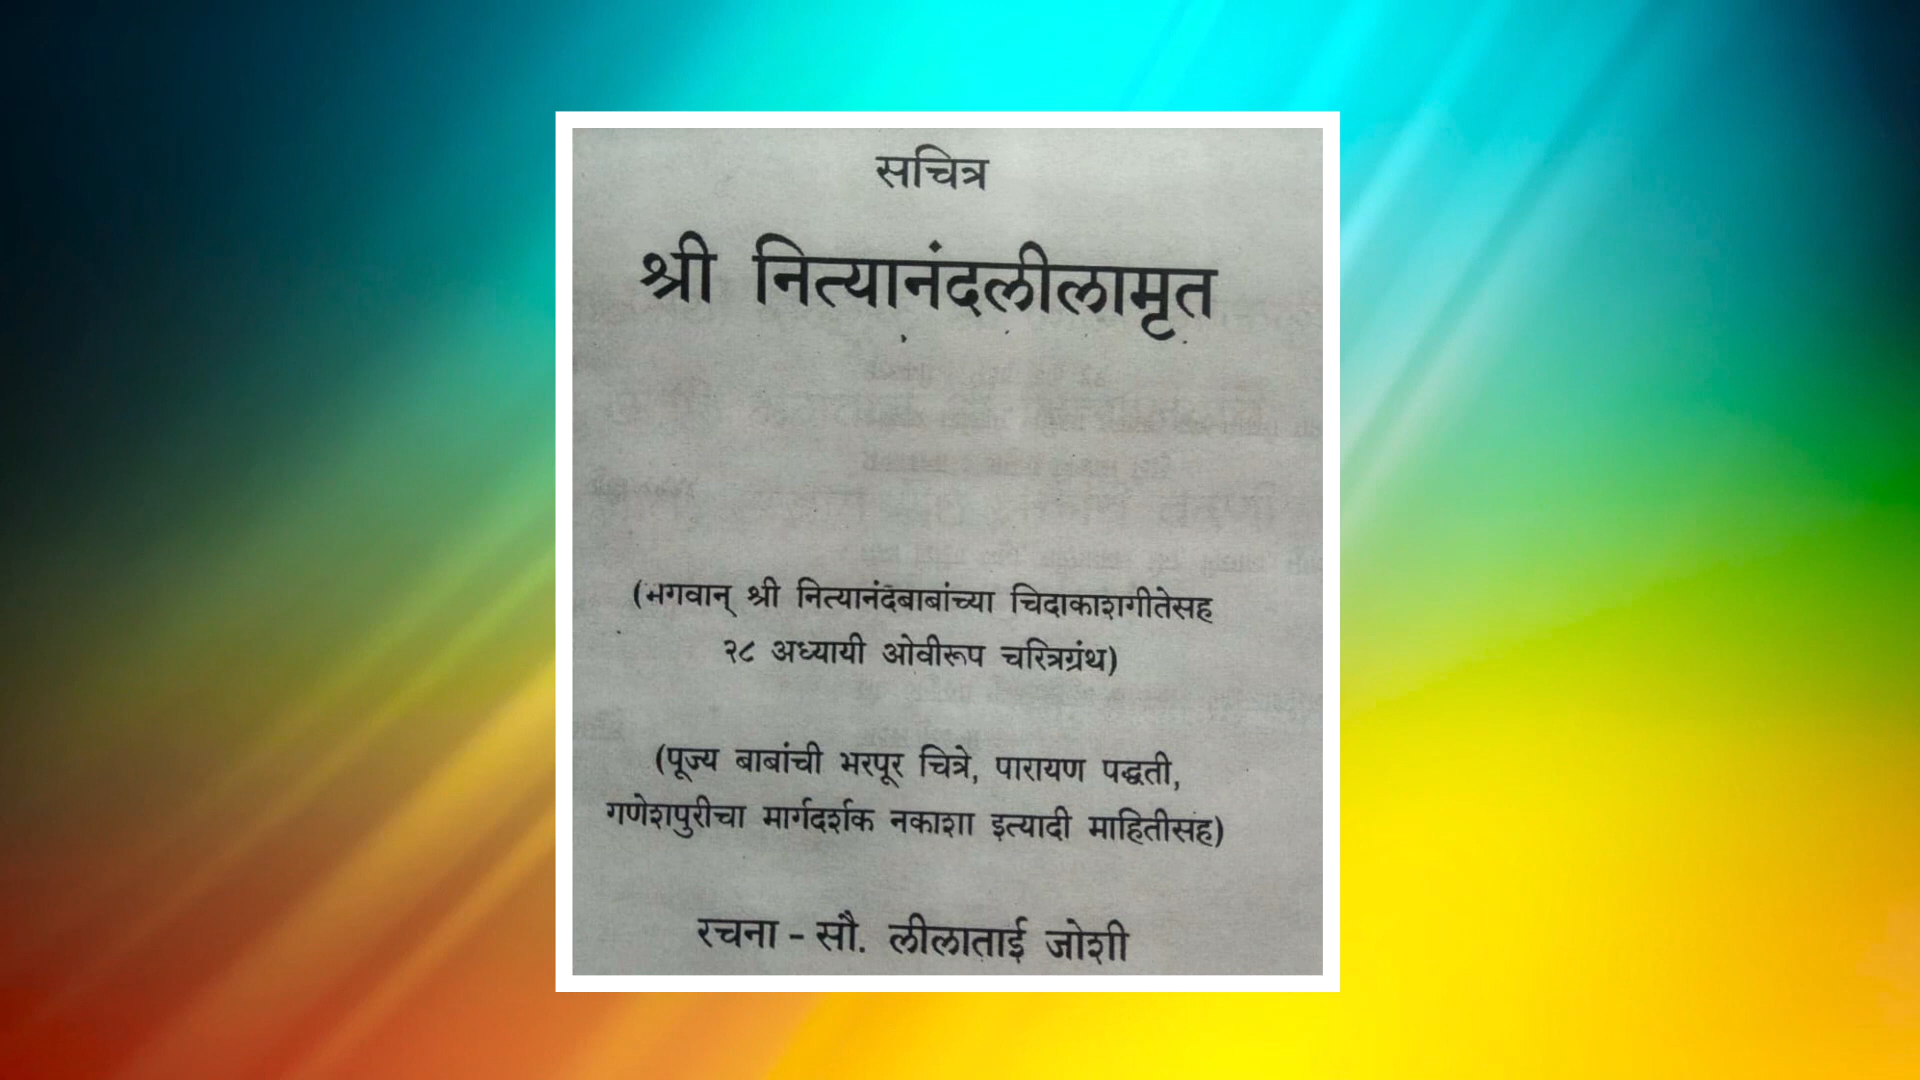 सचित्र
श्री नित्यानंदलीलामृत
(भगवान् श्री नित्यानंदबाबांच्या चिदाकाशगीतेसह
२८ अध्यायी ओवीरूप चरित्रग्रंथ)
(पूज्य बाबांची भरपूर चित्रे, पारायण पद्धती,
गणेशपुरीचा मार्गदर्शक नकाशा इत्यादी माहितीसह)
रचना - सौ. लीलाताई जोशी